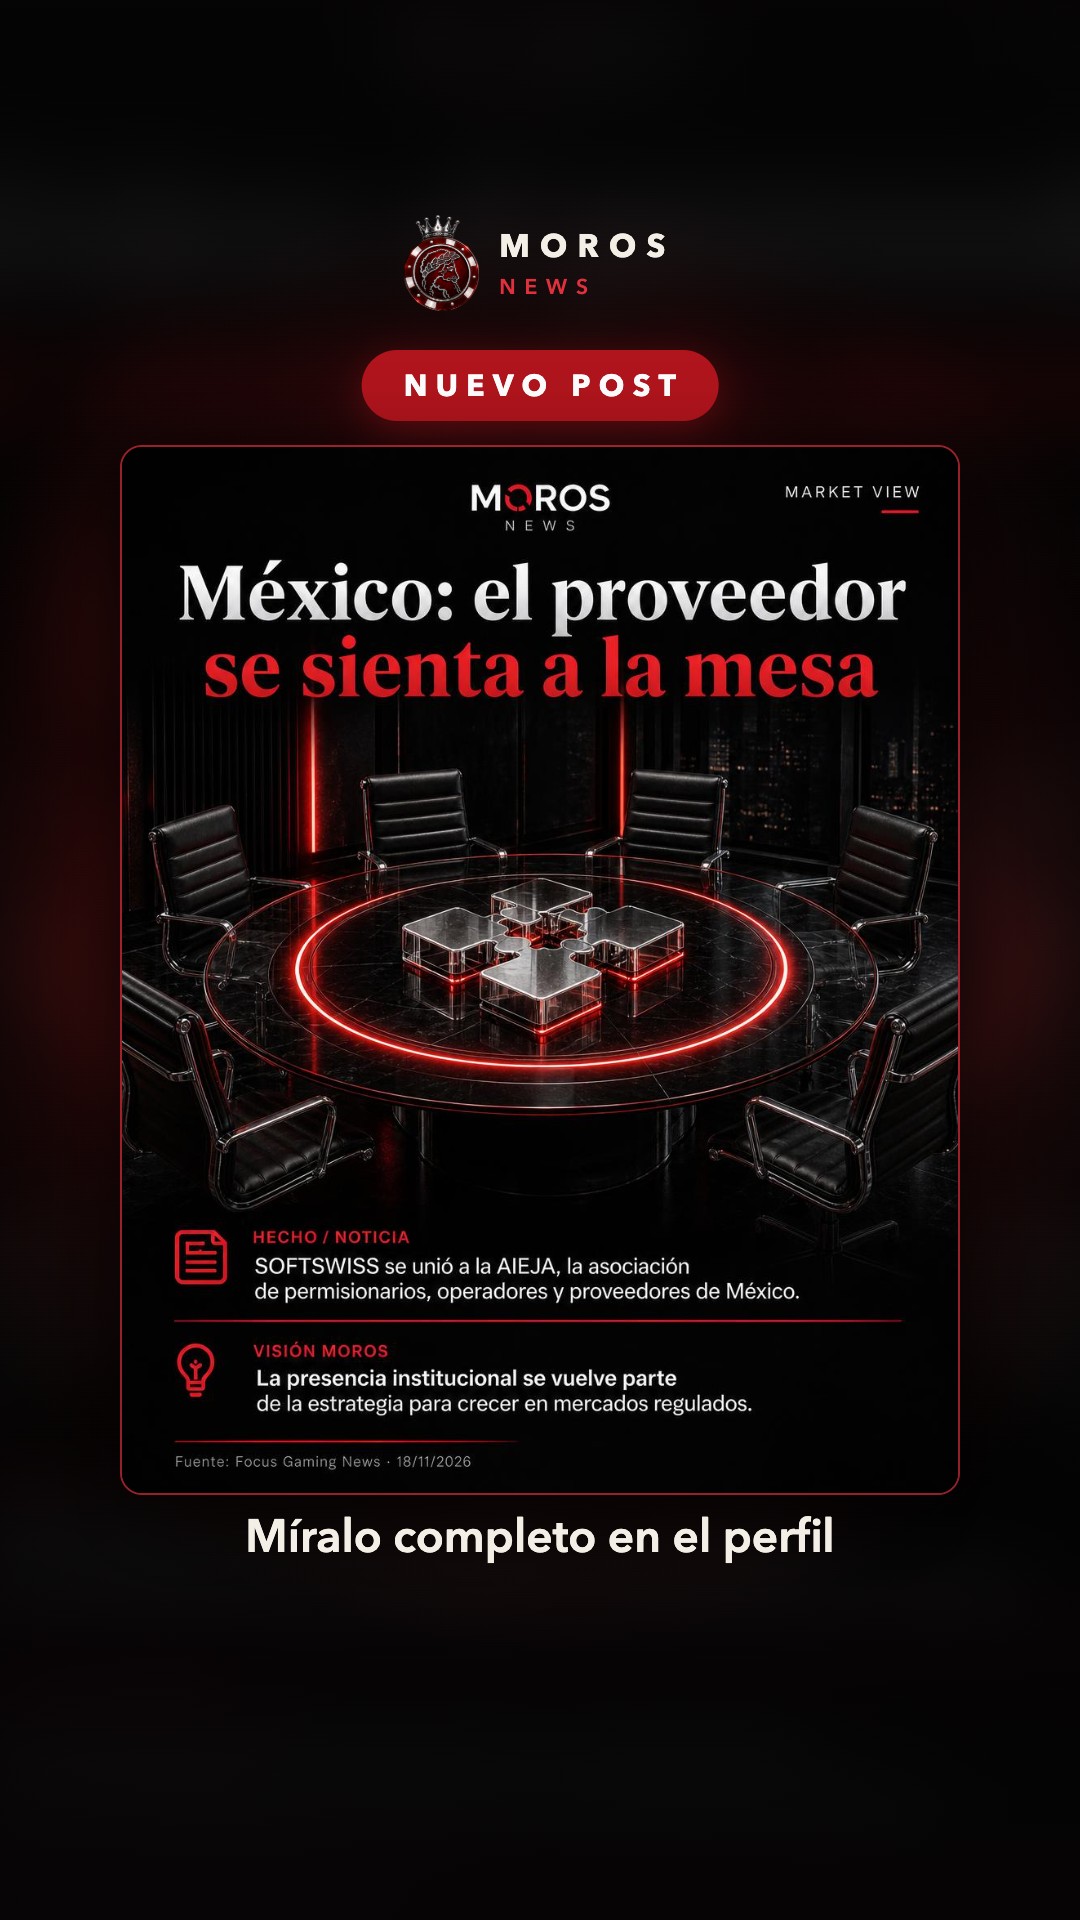 MOROS
NEWS
NUEVO POST
MOROS
NEWS
MARKET VIEW
México: el proveedor
se sienta a la mesa
HECHO / NOTICIA
SOFTSWISS se unió a la AIEJA, la asociación
de permisionarios, operadores y proveedores de México.
VISIÓN MOROS
La presencia institucional se vuelve parte
de la estrategia para crecer en mercados regulados.
Fuente: Focus Gaming News · 18/11/2026
Míralo completo en el perfil